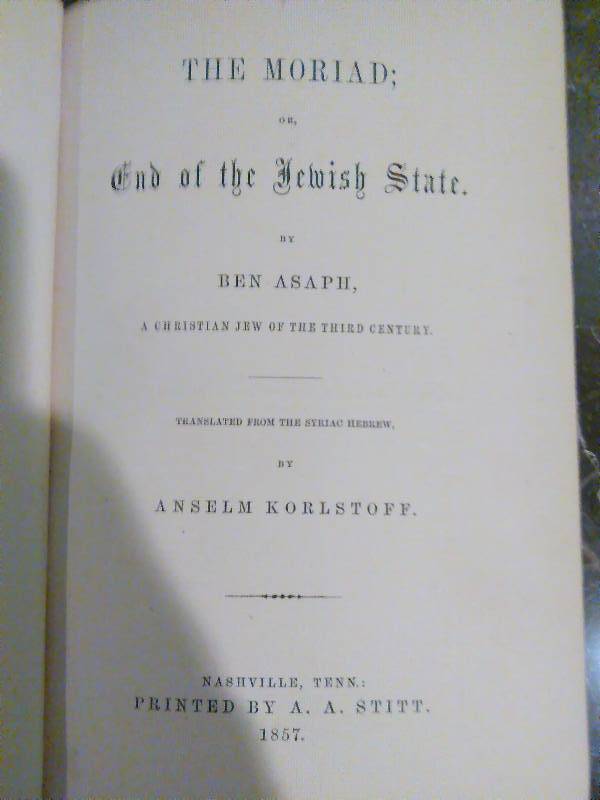 THE MORIAD;
OR,
End of the Jewish State.
BY
BEN ASAPH,
A CHRISTIAN JEW OF THE THIRD CENTURY.
TRANSLATED FROM THE SYRIAC HEBREW,
BY
ANSELM KORLSTOFF.
NASHVILLE, TENN.:
PRINTED BY A. A. STITT.
1857.